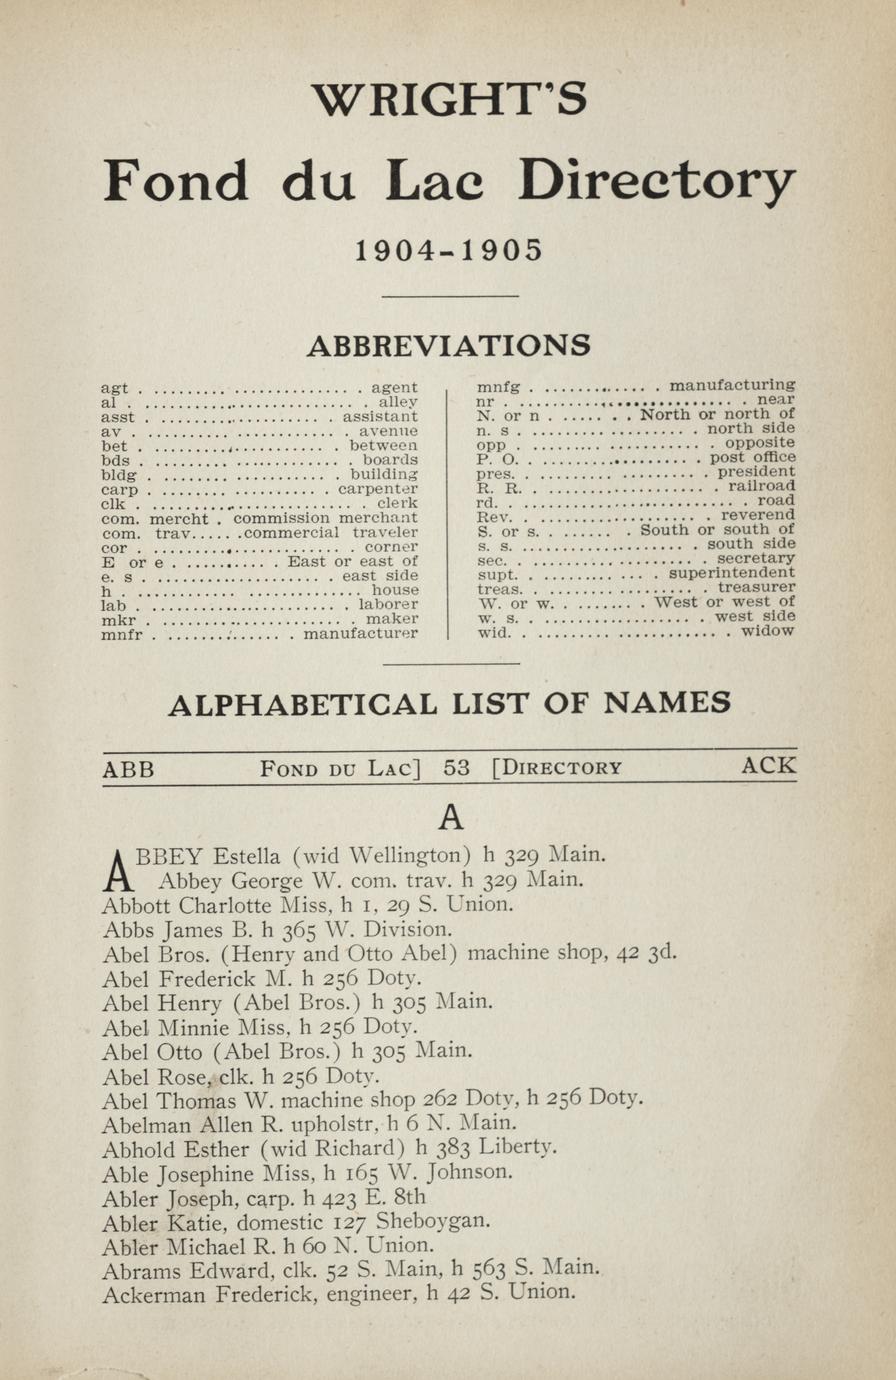 WRIGHT'S
Fond du Lac Directory
1904-1905
ABBREVIATIONS
agt . . . . . . . . . . . . . . . . . . . . . . . . agent
al . . . . . . . . . . . . . . . . . . . . . . . . alley
asst . . . . . . . . . . . . . . . . . . . . assistant
av . . . . . . . . . . . . . . . . . . . . . . avenue
bet . . . . . . . . . . . . . . . . . . . . . between
bds . . . . . . . . . . . . . . . . . . . . . . boards
bldg . . . . . . . . . . . . . . . . . . . . building
carp . . . . . . . . . . . . . . . . . . . carpenter
clk . . . . . . . . . . . . . . . . . . . . . . . clerk
com. mercht . commission merchant
com. trav. . . . . .commercial traveler
cor . . . . . . . . . . . . . . . . . . . . . . corner
E or e . . . . . . . . . . East or east of
e. s . . . . . . . . . . . . . . . . . . . . east side
h . . . . . . . . . . . . . . . . . . . . . . . . house
lab . . . . . . . . . . . . . . . . . . . . . laborer
mkr . . . . . . . . . . . . . . . . . . . . . maker
mnfr . . . . . . . . . . . . . . . manufacturer
mnfg . . . . . . . . . . . . . . manufacturing
nr . . . . . . . . . . . . . . . . . . . . . . . . near
N. or n . . . . . . . . North or north of
n. s . . . . . . . . . . . . . . . . . . . north side
opp . . . . . . . . . . . . . . . . . . . . opposite
P. O. . . . . . . . . . . . . . . . . . . post office
pres. . . . . . . . . . . . . . . . . . . president
R. R. . . . . . . . . . . . . . . . . . . . railroad
rd. . . . . . . . . . . . . . . . . . . . . . . . road
Rev. . . . . . . . . . . . . . . . . . . . reverend
S. or s. . . . . . . . South or south of
s. s. . . . . . . . . . . . . . . . . . . south side
sec. . . . . . . . . . . . . . . . . . . secretary
supt. . . . . . . . . . . . . superintendent
treas. . . . . . . . . . . . . . . . . . treasurer
W. or w. . . . . . . . . West or west of
w. s. . . . . . . . . . . . . . . . . . . west side
wid. . . . . . . . . . . . . . . . . . . . . widow
ALPHABETICAL LIST OF NAMES
ABB FOND DU LAC] 53 [DIRECTORY ACK
A
ABBEY Estella (wid Wellington) h 329 Main.
Abbey George W. com. trav. h 329 Main.
Abbott Charlotte Miss, h 1, 29 S. Union.
Abbs James B. h 365 W. Division.
Abel Bros. (Henry and Otto Abel) machine shop, 42 3d.
Abel Frederick M. h 256 Doty.
Abel Henry (Abel Bros.) h 305 Main.
Abel Minnie Miss, h 256 Doty.
Abel Otto (Abel Bros.) h 305 Main.
Abel Rose, clk. h 256 Doty.
Abel Thomas W. machine shop 262 Doty, h 256 Doty.
Abelman Allen R. upholstr, h 6 N. Main.
Abhold Esther (wid Richard) h 383 Liberty.
Able Josephine Miss, h 165 W. Johnson.
Abler Joseph, carp. h 423 E. 8th
Abler Katie, domestic 127 Sheboygan.
Abler Michael R. h 60 N. Union.
Abrams Edward, clk. 52 S. Main, h 563 S. Main.
Ackerman Frederick, engineer, h 42 S. Union.